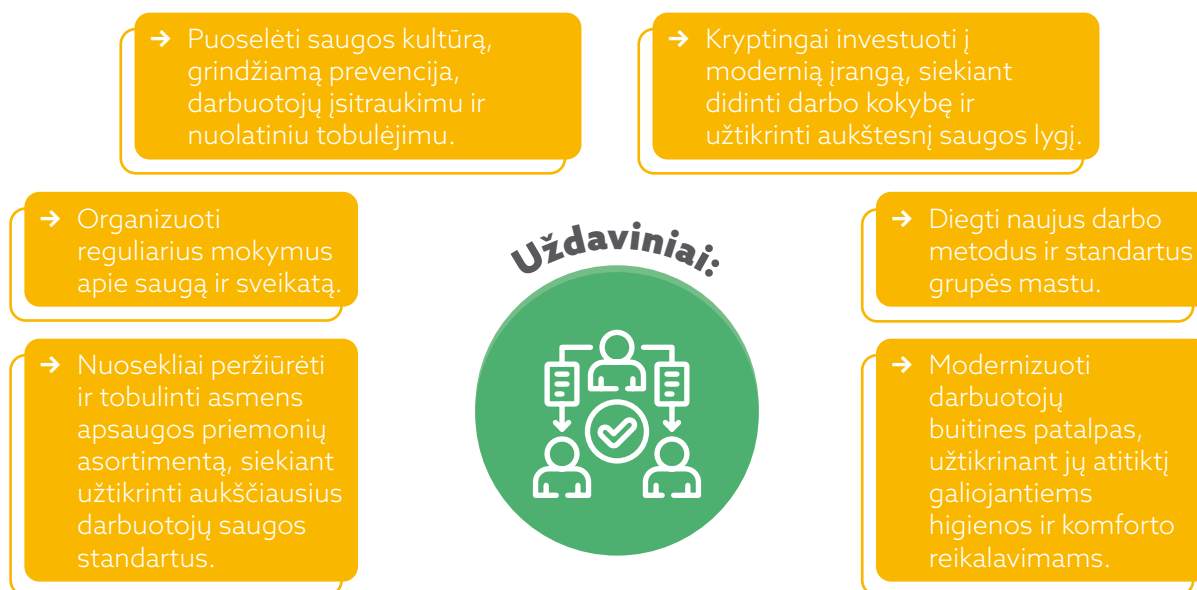 Puoselėti saugos kultūrą,
grindžiamą prevencija,
darbuotojų įsitraukimu ir
nuolatiniu tobulėjimu.
Kryptingai investuoti į
modernią įrangą, siekiant
didinti darbo kokybę ir
užtikrinti aukštesnį saugos lygį.
Organizuoti
reguliarius mokymus
apie saugą ir sveikatą.
Uždaviniai:
Diegti naujus darbo
metodus ir standartus
grupės mastu.
Nuosekliai peržiūrėti
ir tobulinti asmens
apsaugos priemonių
asortimentą, siekiant
užtikrinti aukščiausius
darbuotojų saugos
standartus.
Modernizuoti
darbuotojų
buitines patalpas,
užtikrinant jų atitiktį
galiojantiems
higienos ir komforto
reikalavimams.